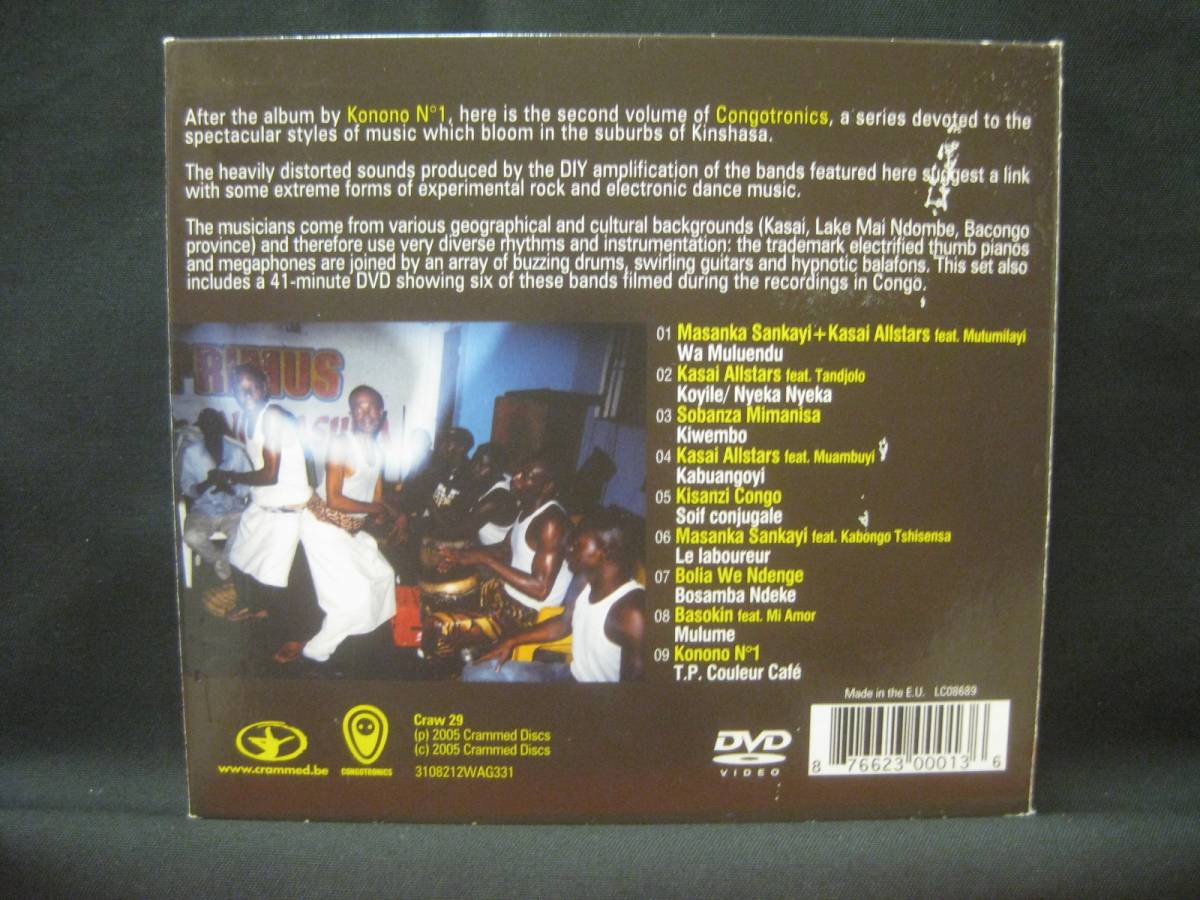 After the album by Konono N°1, here is the second volume of Congotronics, a series devoted to the
spectacular styles of music which bloom in the suburbs of Kinshasa.
The heavily distorted sounds produced by the DIY amplification of the bands featured here suggest a link
with some extreme forms of experimental rock and electronic dance music.
The musicians come from various geographical and cultural backgrounds (Kasai, Lake Mai Ndombe, Bacongo
province) and therefore use very diverse rhythms and instrumentation: the trademark electrified thumb pianos
and megaphones are joined by an array of buzzing drums, swirling guitars and hypnotic balafons. This set also
includes a 41-minute DVD showing six of these bands filmed during the recordings in Congo.
PRIMUS
01 Masanka Sankayi+Kasai Allstars feat. Mutumilayi
Wa Muluendu
02 Kasai Allstars feat. Tandjolo
Koyile/ Nyeka Nyeka
03 Sobanza Mimanisa
Kiwembo
04 Kasai Allstars feat. Muambuyi
Kabuangoyi
05 Kisanzi Congo
Soif conjugale
06 Masanka Sankayi feat. Kabongo Tshisensa
Le laboureur
07 Bolia We Ndenge
Bosamba Ndeke
08 Basokin feat. Mi Amor
Mulume
09 Konono N°1
T.P. Couleur Café
Made in the E.U. LC08689
www.crammed.be
CONGOTRONICS
Craw 29
(p) 2005 Crammed Discs
(c) 2005 Crammed Discs
3108212WAG331
DVD
VIDEO
8 76623 00013 6